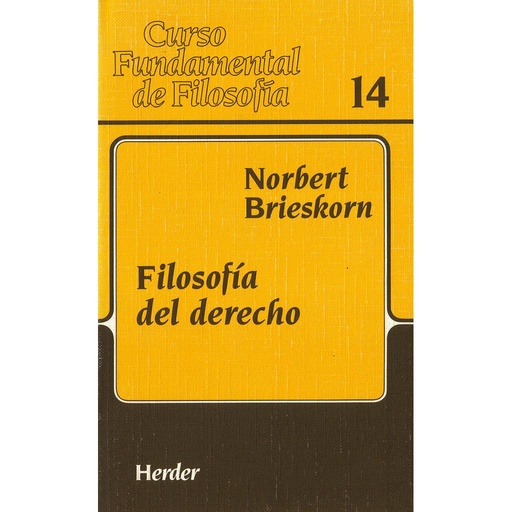 Curso
Fundamental
de Filosofía
14
Norbert
Brieskorn
Filosofía
del derecho
Herder